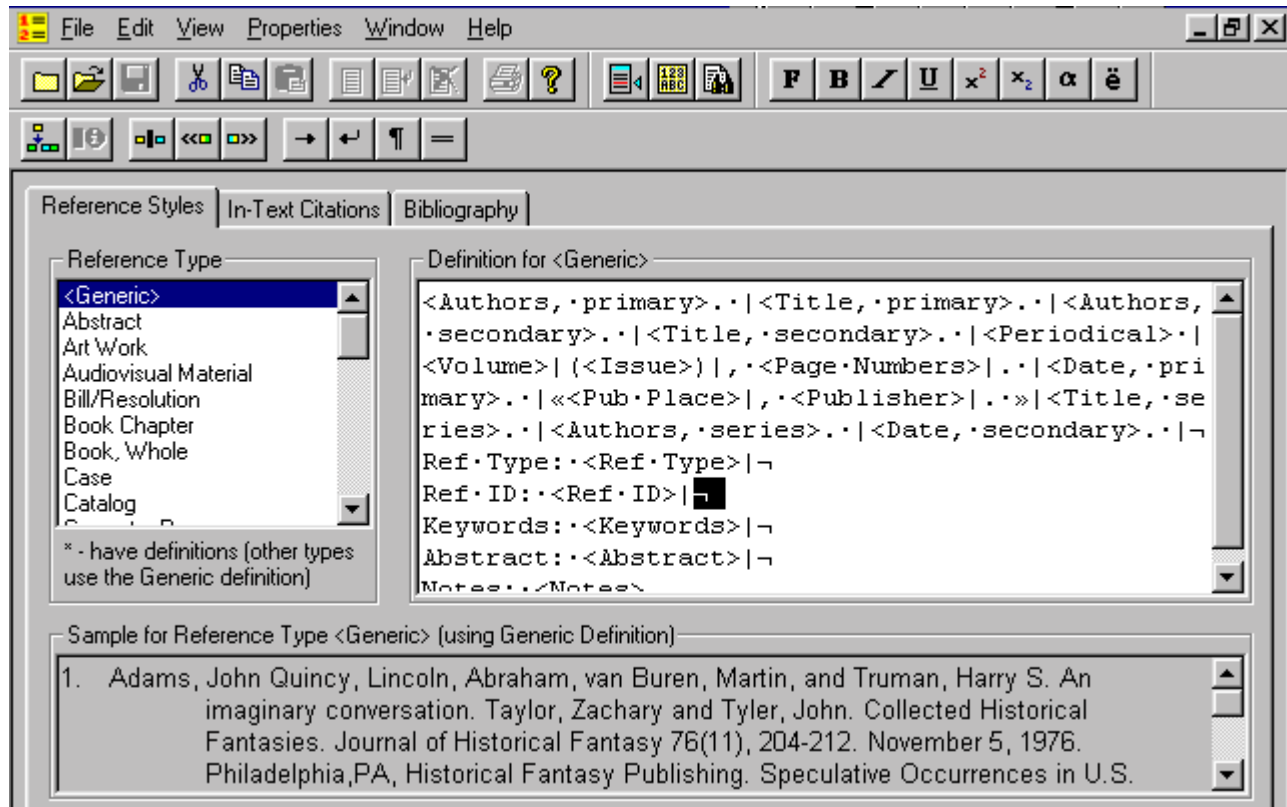 File Edit View Properties Window Help
F B I U x² x₂ α ë
Reference Styles In-Text Citations Bibliography
Reference Type
<Generic>
Abstract
Art Work
Audiovisual Material
Bill/Resolution
Book Chapter
Book, Whole
Case
Catalog
* - have definitions (other types
use the Generic definition)
Definition for <Generic>
<Authors,·primary>.·|<Title,·primary>.·|<Authors,
·secondary>.·|<Title,·secondary>.·|<Periodical>·|
<Volume>|(<Issue>)|,·<Page·Numbers>|.·|<Date,·pri
mary>.·|«<Pub·Place>|,·<Publisher>|.·»|<Title,·se
ries>.·|<Authors,·series>.·|<Date,·secondary>.·|¬
Ref·Type:·<Ref·Type>|¬
Ref·ID:·<Ref·ID>|¬
Keywords:·<Keywords>|¬
Abstract:·<Abstract>|¬
Notes:·<Notes>
Sample for Reference Type <Generic> (using Generic Definition)
1. Adams, John Quincy, Lincoln, Abraham, van Buren, Martin, and Truman, Harry S. An
imaginary conversation. Taylor, Zachary and Tyler, John. Collected Historical
Fantasies. Journal of Historical Fantasy 76(11), 204-212. November 5, 1976.
Philadelphia,PA, Historical Fantasy Publishing. Speculative Occurrences in U.S.